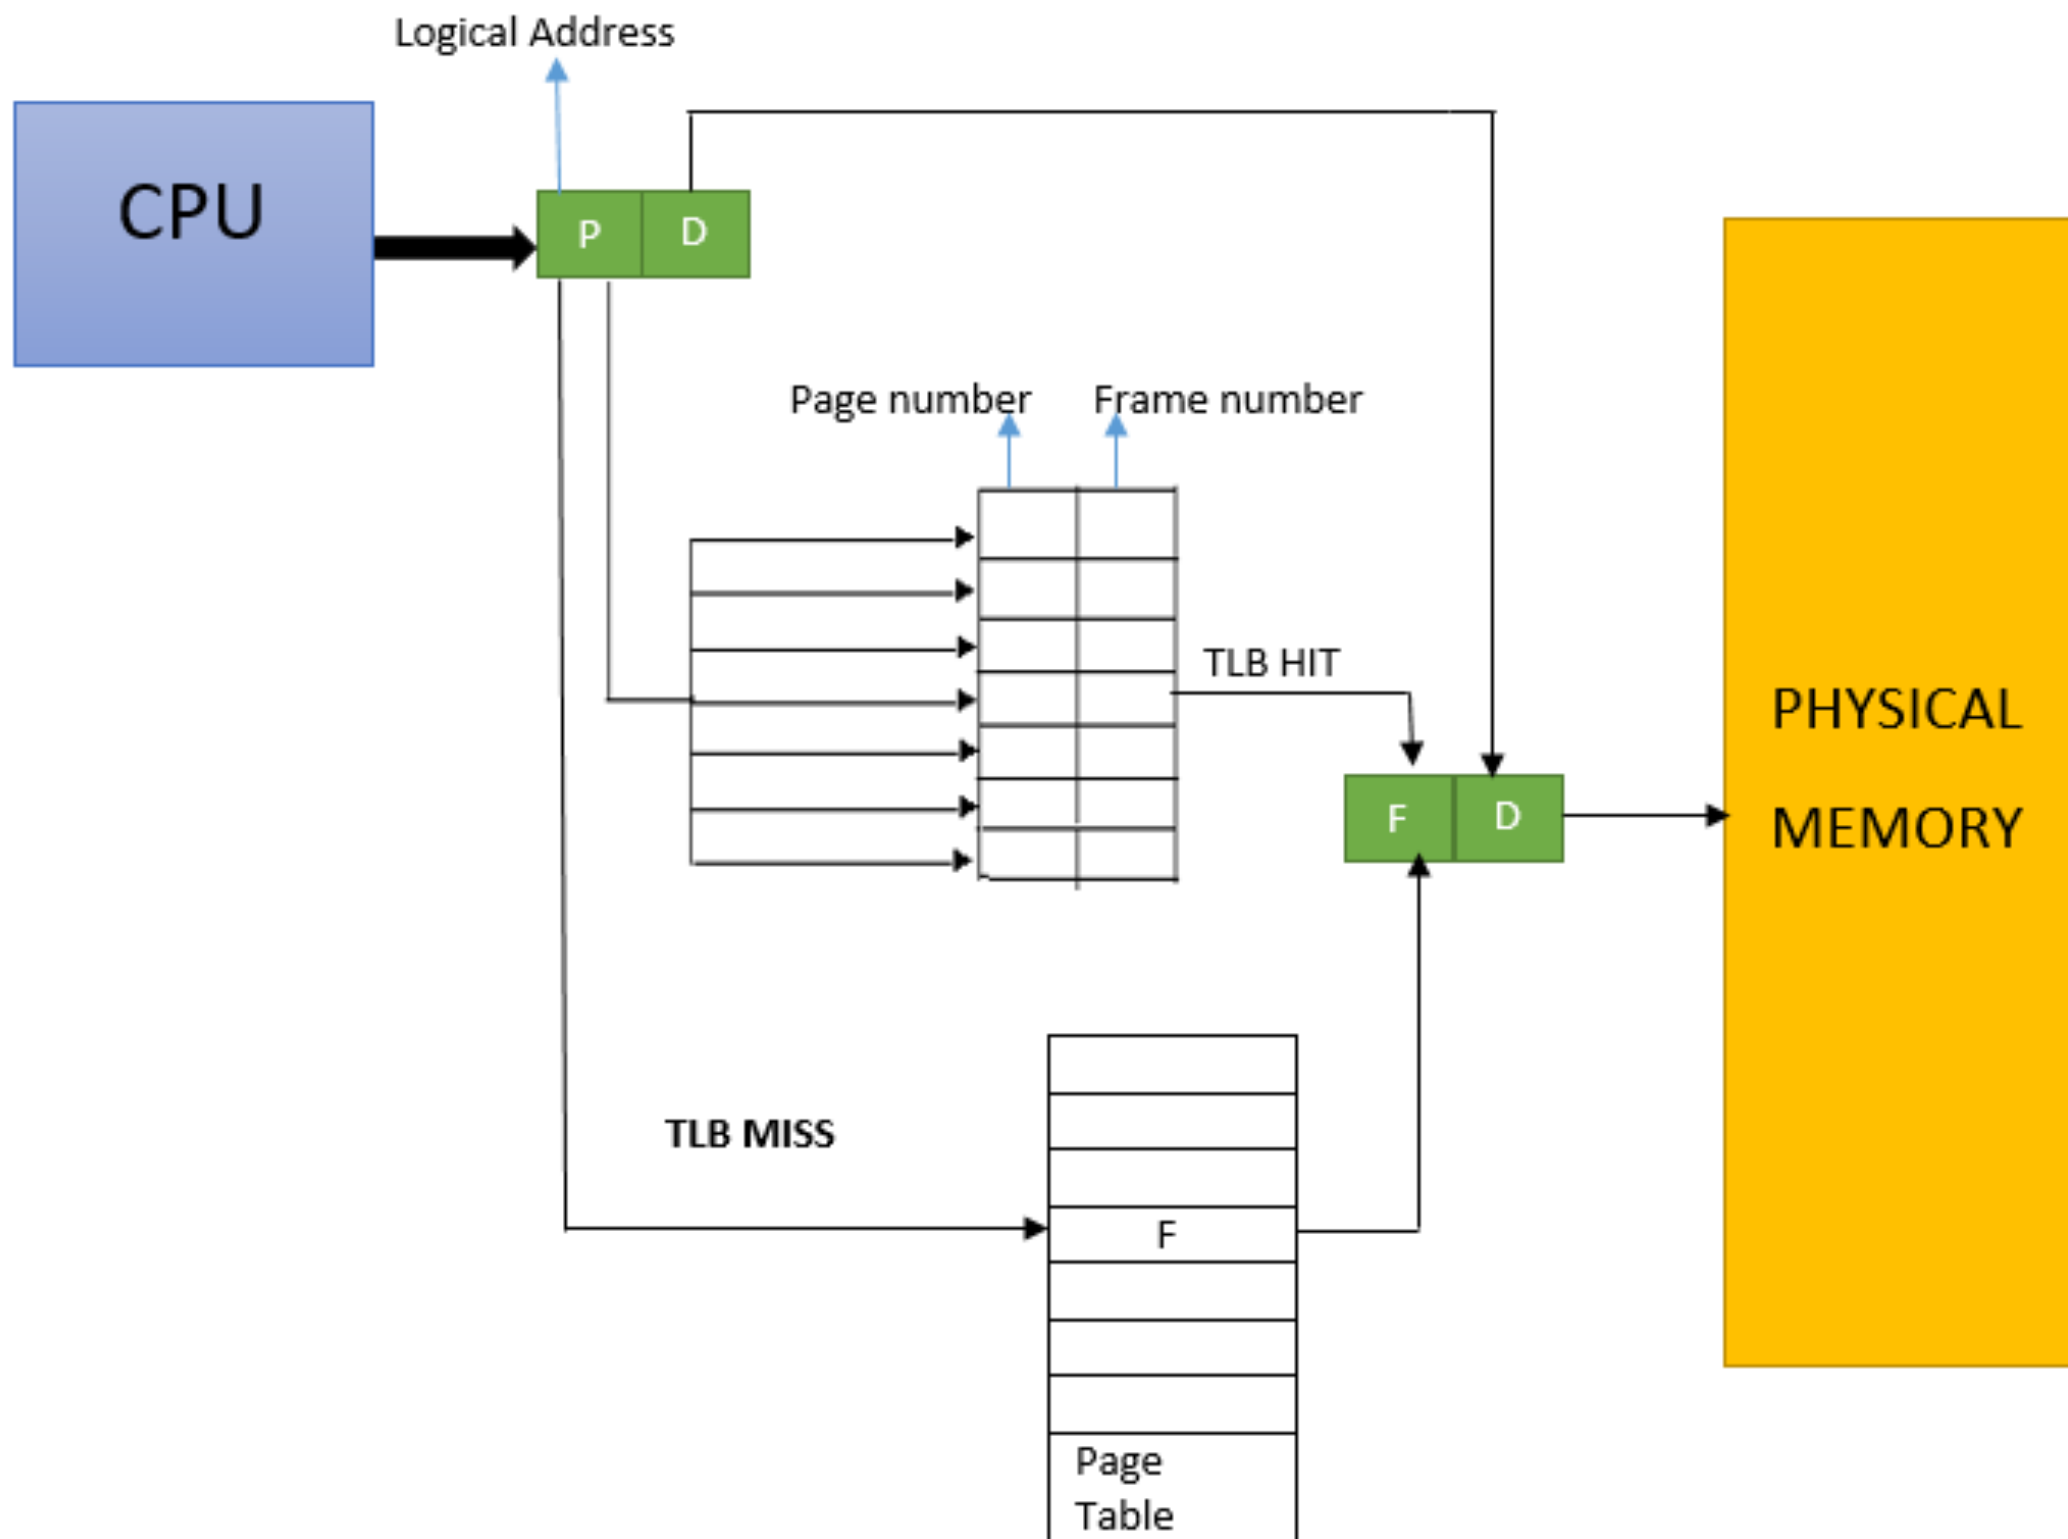 Logical Address
CPU
P
D
Page number
Frame number
TLB HIT
F
D
PHYSICAL
MEMORY
TLB MISS
F
Page
Table